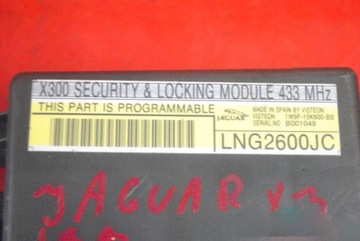 X300 SECURITY & LOCKING MODULE 433 MHz
THIS PART IS PROGRAMMABLE
JAGUAR
MADE IN SPAIN BY VISTEON
VISTEON 1W8F-15K600-BB
SERIAL NO B001049
LNG2600JC
JAGUAR